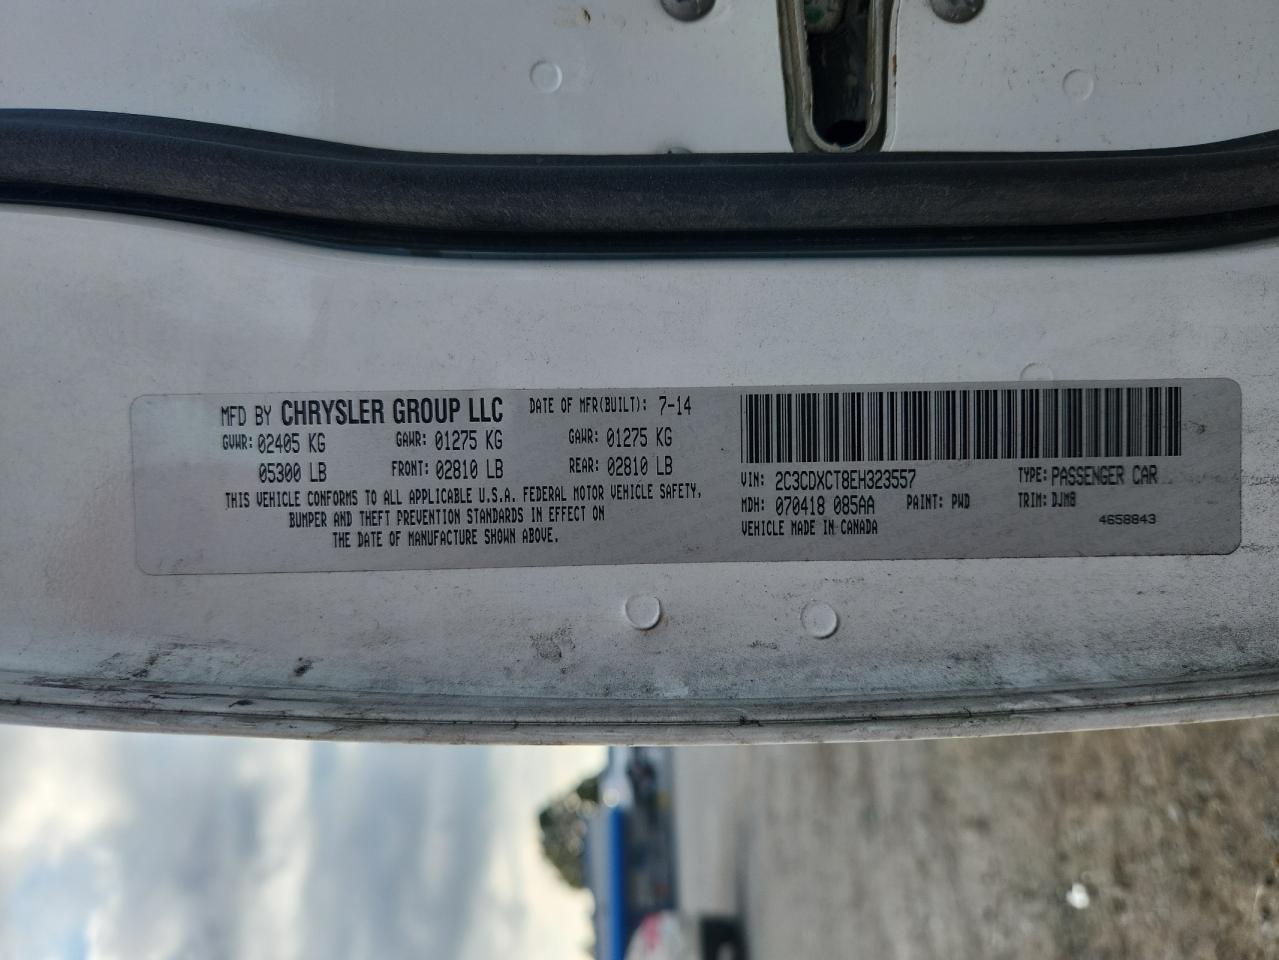 MFD BY CHRYSLER GROUP LLC DATE OF MFR(BUILT): 7-14
GVWR: 02405 KG GAWR: 01275 KG GAWR: 01275 KG
05300 LB FRONT: 02810 LB REAR: 02810 LB
THIS VEHICLE CONFORMS TO ALL APPLICABLE U.S.A. FEDERAL MOTOR VEHICLE SAFETY,
BUMPER AND THEFT PREVENTION STANDARDS IN EFFECT ON
THE DATE OF MANUFACTURE SHOWN ABOVE.
VIN: 2C3CDXCT8EH323557 TYPE: PASSENGER CAR
MDH: 070418 085AA PAINT: PWD TRIM: DJM8
VEHICLE MADE IN CANADA 4658843